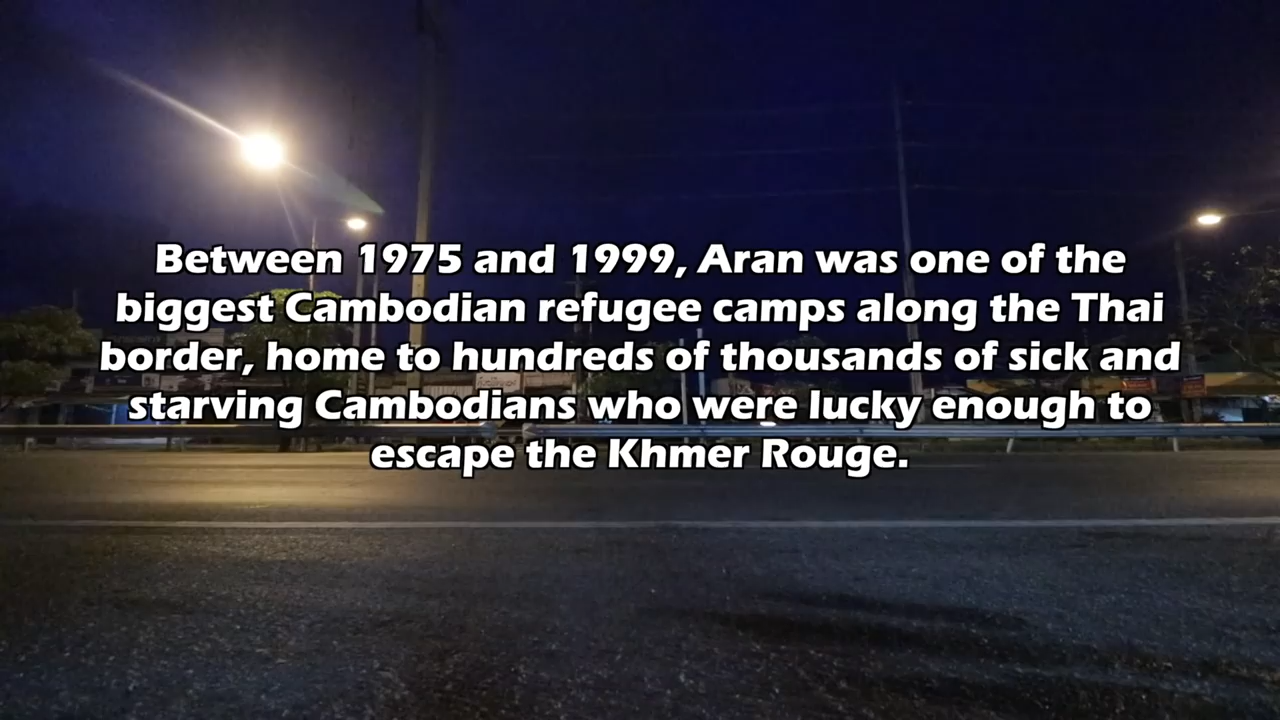 Between 1975 and 1999, Aran was one of the
biggest Cambodian refugee camps along the Thai
border, home to hundreds of thousands of sick and
starving Cambodians who were lucky enough to
escape the Khmer Rouge.